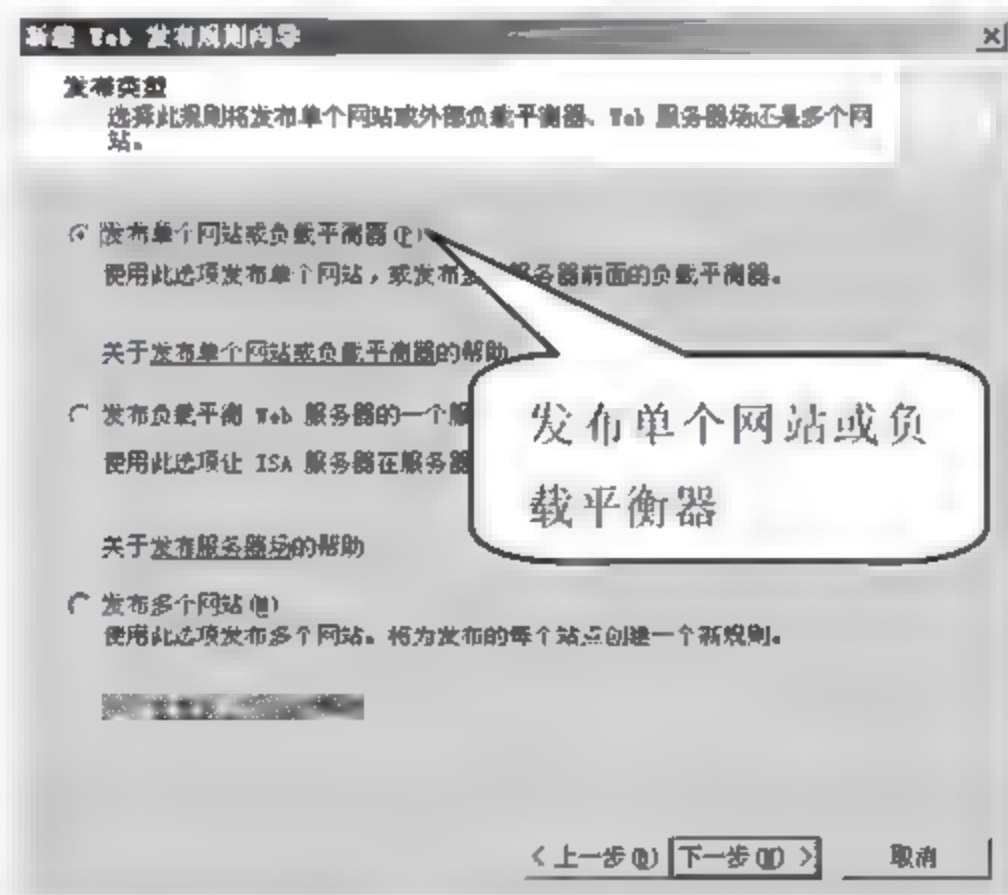 新建 Web 发布规则向导
发布类型
选择此规则将发布单个网站或外部负载平衡器、Web 服务器场还是多个网
站。
发布单个网站或负载平衡器(P)
使用此选项发布单个网站，或发布 服务器前面的负载平衡器。
关于发布单个网站或负载平衡器的帮助
发布负载平衡 Web 服务器的一个服
使用此选项让 ISA 服务器在服务器
关于发布服务器场的帮助
发布多个网站(M)
使用此选项发布多个网站。将为发布的每个站点创建一个新规则。
发布单个网站或负
载平衡器
< 上一步(B)
下一步(N) >
取消